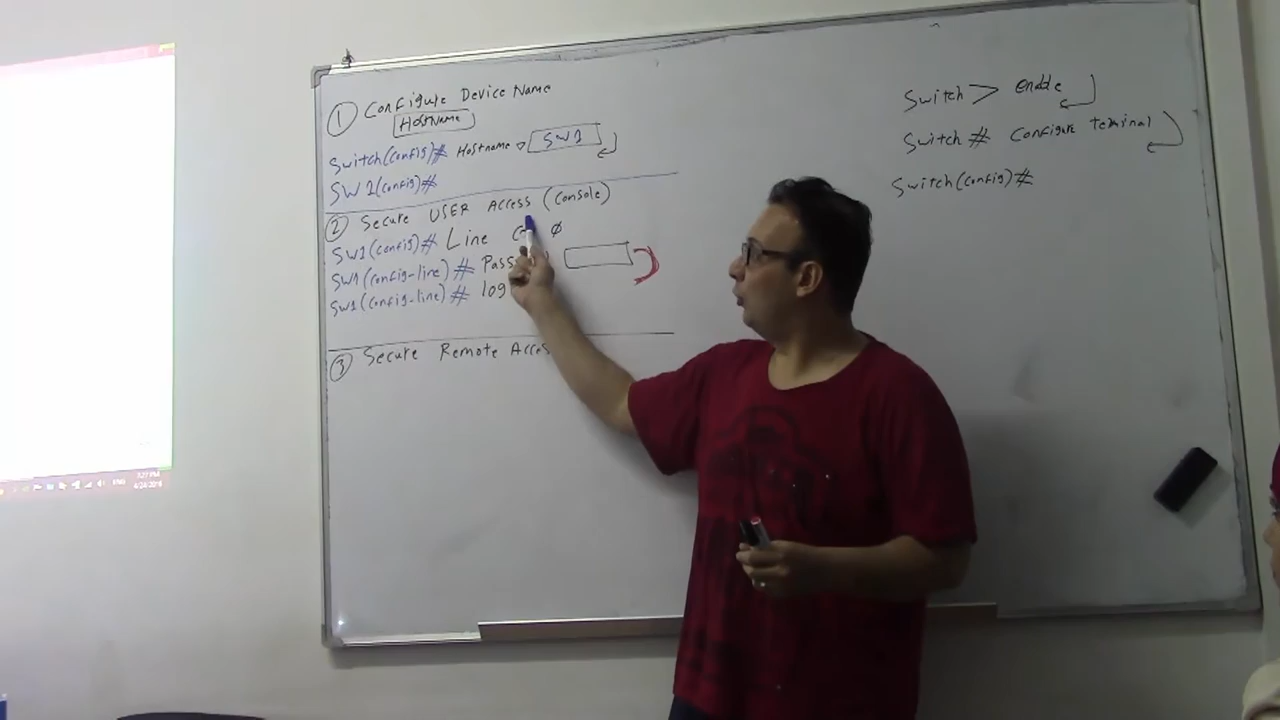 ① Configure Device Name
HostName
Switch(config)# Hostname SW1
SW1(config)#
② Secure USER Access (Console)
SW1(config)# Line Ø
SW1(config-line)# Pass
SW1(config-line)# log
③ Secure Remote Acces
Switch> enable
Switch# Configure terminal
Switch(config)#